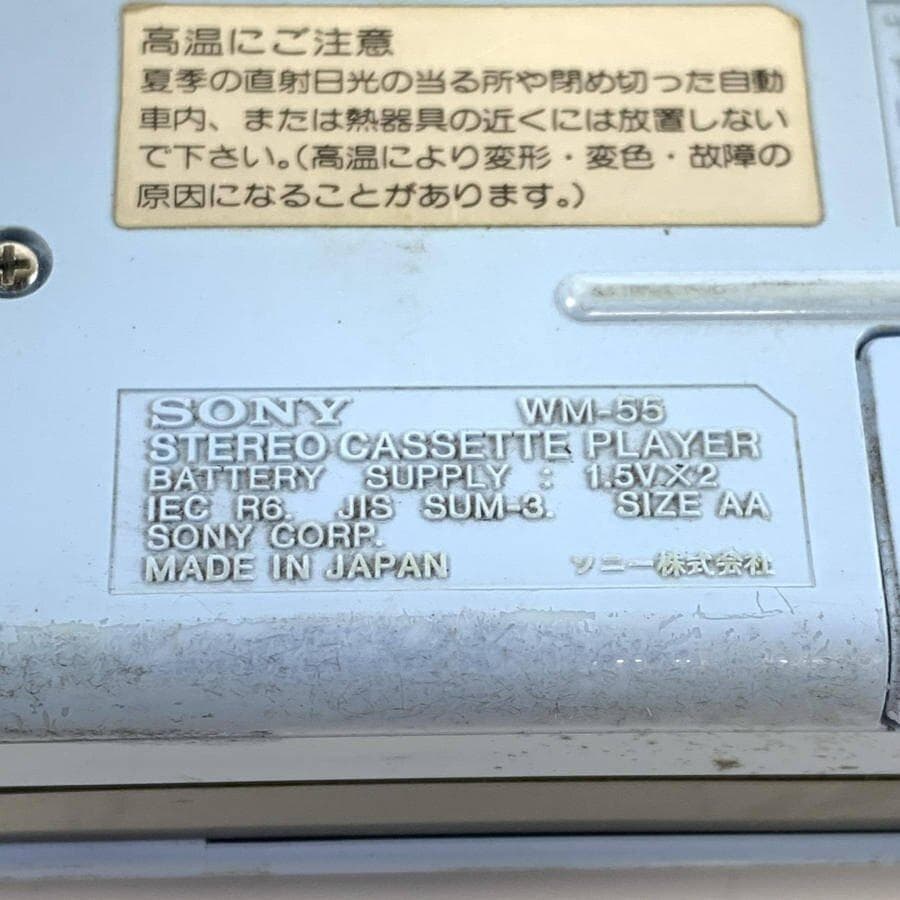 高温にご注意
夏季の直射日光の当る所や閉め切った自動
車内、または熱器具の近くには放置しない
で下さい。(高温により変形・変色・故障の
原因になることがあります。)
SONY WM-55
STEREO CASSETTE PLAYER
BATTERY SUPPLY : 1.5V×2
IEC R6. JIS SUM-3. SIZE AA
SONY CORP.
MADE IN JAPAN ソニー株式会社